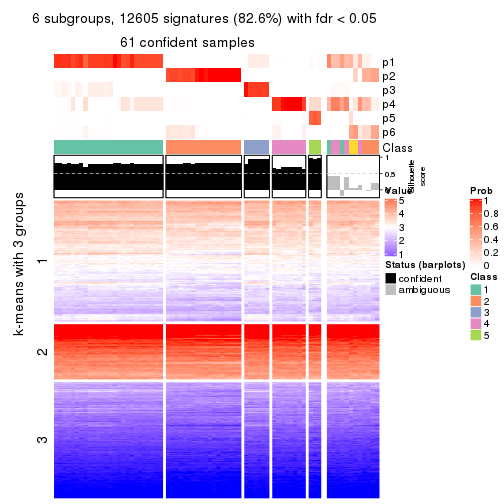 6 subgroups, 12605 signatures (82.6%) with fdr < 0.05
61 confident samples
p1
p2
p3
p4
p5
p6
Class
1
0.5
0
Silhouette
score
k-means with 3 groups
1
2
3
Value
5
4
3
2
1
Status (barplots)
confident
ambiguous
Prob
1
0.8
0.6
0.4
0.2
0
Class
1
2
3
4
5